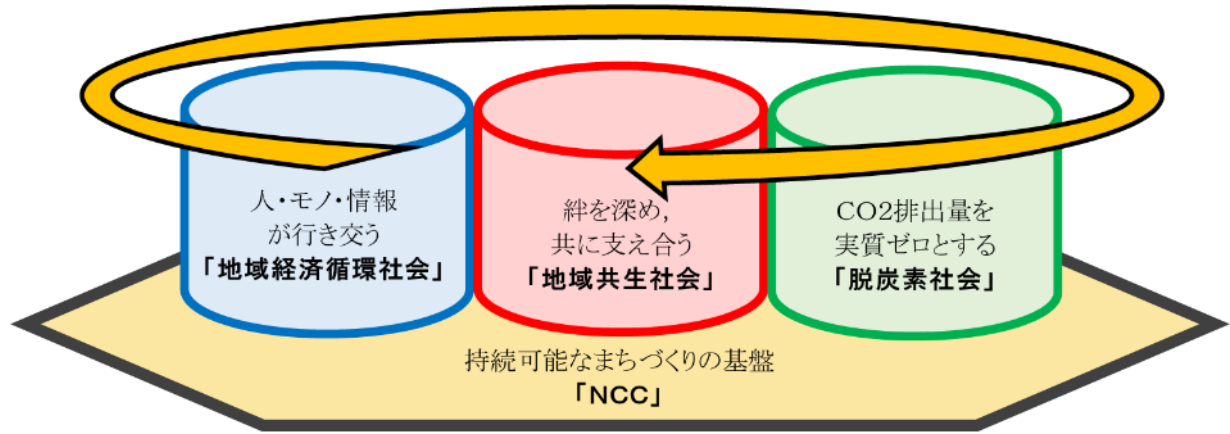 人・モノ・情報
が行き交う
「地域経済循環社会」
絆を深め,
共に支え合う
「地域共生社会」
CO2排出量を
実質ゼロとする
「脱炭素社会」
持続可能なまちづくりの基盤
「NCC」